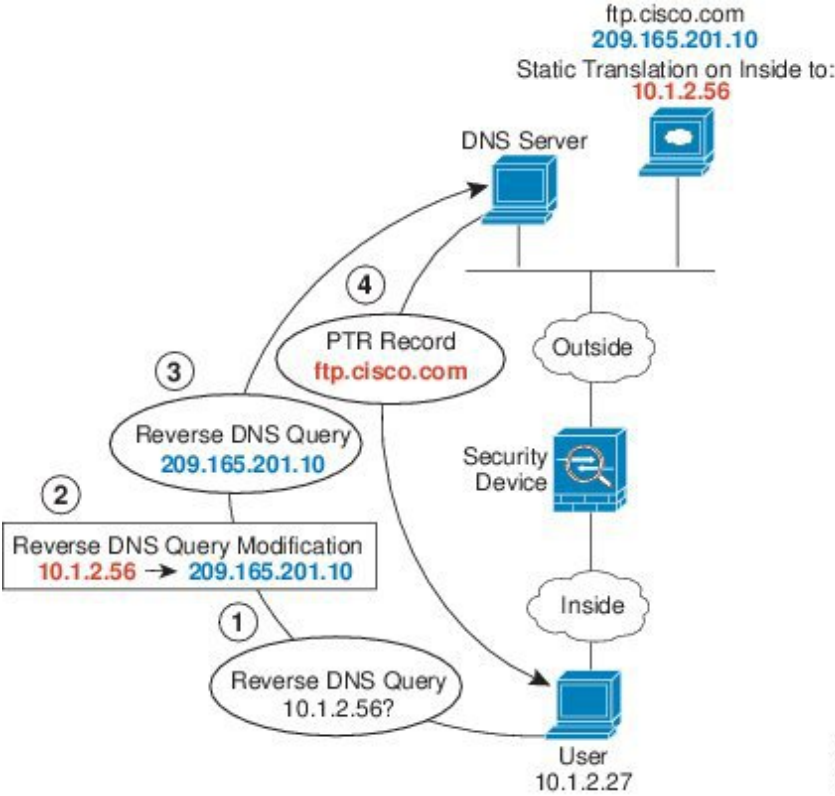 ftp.cisco.com
209.165.201.10
Static Translation on Inside to:
10.1.2.56
DNS Server
4
PTR Record
ftp.cisco.com
Outside
3
Reverse DNS Query
209.165.201.10
Security
Device
2
Reverse DNS Query Modification
10.1.2.56 → 209.165.201.10
Inside
1
Reverse DNS Query
10.1.2.56?
User
10.1.2.27